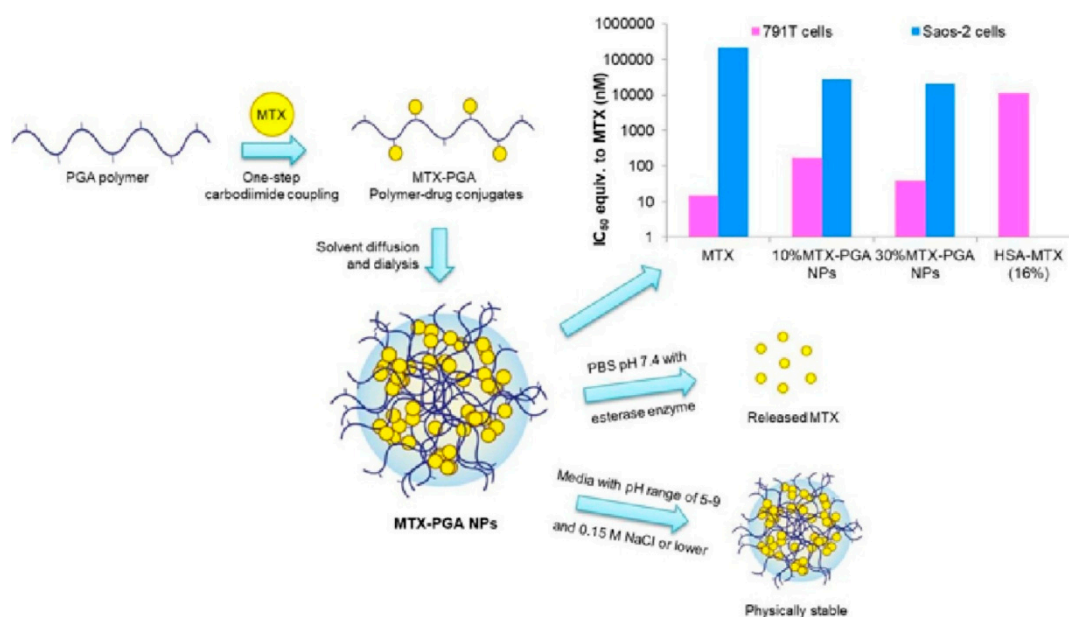 MTX
PGA polymer
One-step
carbodiimide coupling
MTX-PGA
Polymer-drug conjugates
Solvent diffusion
and dialysis
MTX-PGA NPs
791T cells
Saos-2 cells
IC50 equiv. to MTX (nM)
1000000
100000
10000
1000
100
10
1
MTX
10%MTX-PGA
NPs
30%MTX-PGA
NPs
HSA-MTX
(16%)
PBS pH 7.4 with
esterase enzyme
Released MTX
Media with pH range of 5-9
and 0.15 M NaCl or lower
Physically stable